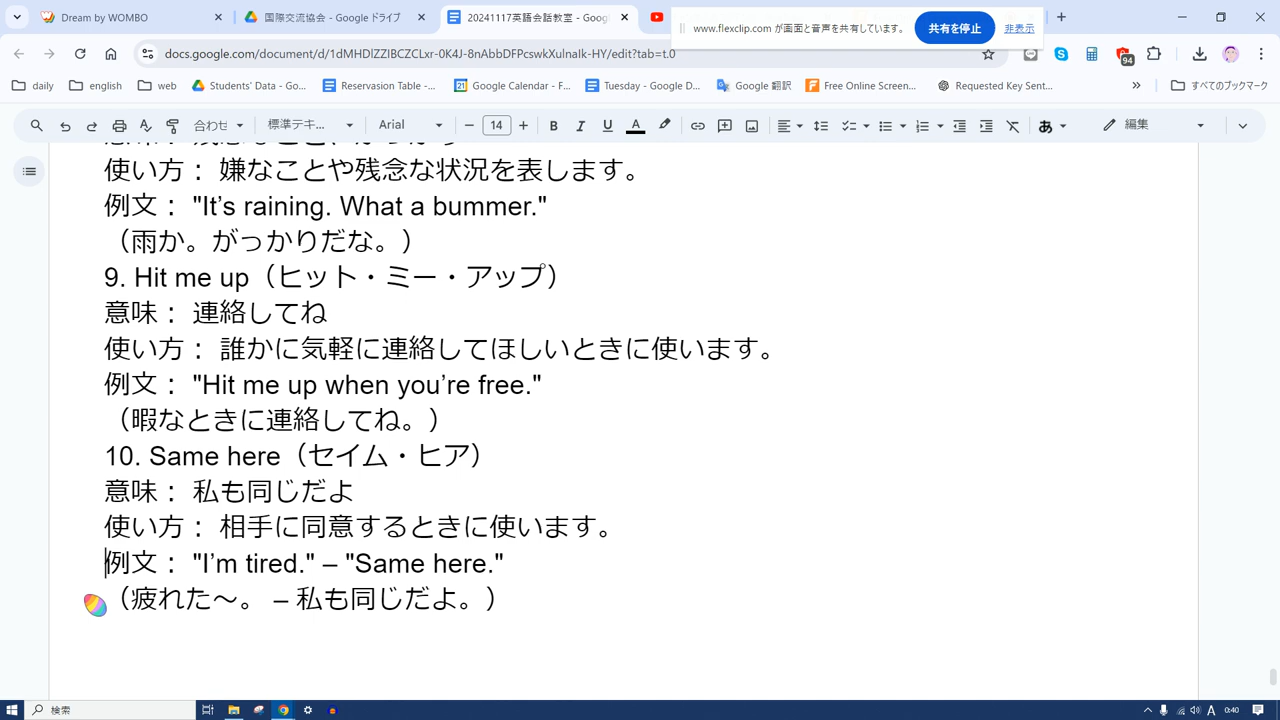 Dream by WOMBO
国際交流協会 - Google ドライブ
20241117英語会話教室 - Goog
www.flexclip.com が画面と音声を共有しています。
共有を停止
非表示
daily
english
web
Students' Data - Go...
Reservasion Table -...
Google Calendar - F...
Tuesday - Google D...
Google 翻訳
Free Online Screen...
Requested Key Sent...
すべてのブックマーク
合わせ
標準テキ...
Arial
14
編集
使い方： 嫌なことや残念な状況を表します。
例文： "It’s raining. What a bummer."
（雨か。がっかりだな。）
9. Hit me up（ヒット・ミー・アップ）
意味： 連絡してね
使い方： 誰かに気軽に連絡してほしいときに使います。
例文： "Hit me up when you’re free."
（暇なときに連絡してね。）
10. Same here（セイム・ヒア）
意味： 私も同じだよ
使い方： 相手に同意するときに使います。
例文： "I’m tired." – "Same here."
（疲れた～。 – 私も同じだよ。）
検索
A
0:40